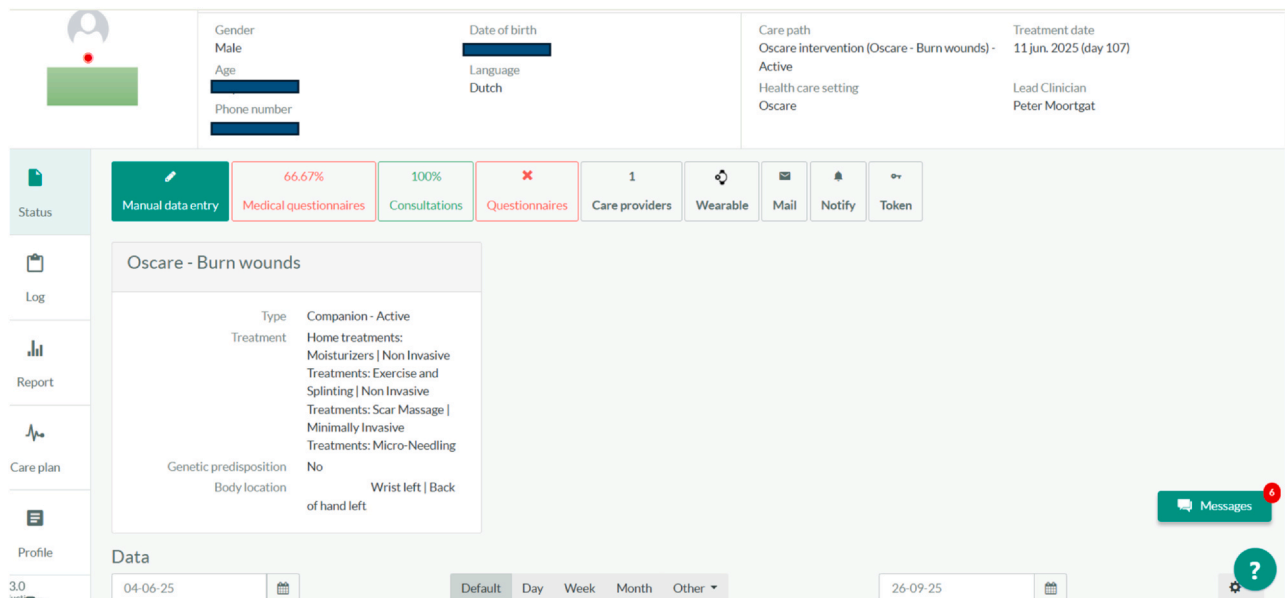 Gender
Male
Age
Phone number
Date of birth
Language
Dutch
Care path
Oscare intervention (Oscare - Burn wounds) -
Active
Health care setting
Oscare
Treatment date
11 jun. 2025 (day 107)
Lead Clinician
Peter Moortgat
Status
Log
Report
Care plan
Profile
3.0
Manual data entry
66.67%
Medical questionnaires
100%
Consultations
Questionnaires
1
Care providers
Wearable
Mail
Notify
Token
Oscare - Burn wounds
Type Companion - Active
Treatment Home treatments:
Moisturizers | Non Invasive
Treatments: Exercise and
Splinting | Non Invasive
Treatments: Scar Massage |
Minimally Invasive
Treatments: Micro-Needling
Genetic predisposition No
Body location Wrist left | Back
of hand left
6
Messages
?
Data
04-06-25
Default Day Week Month Other
26-09-25